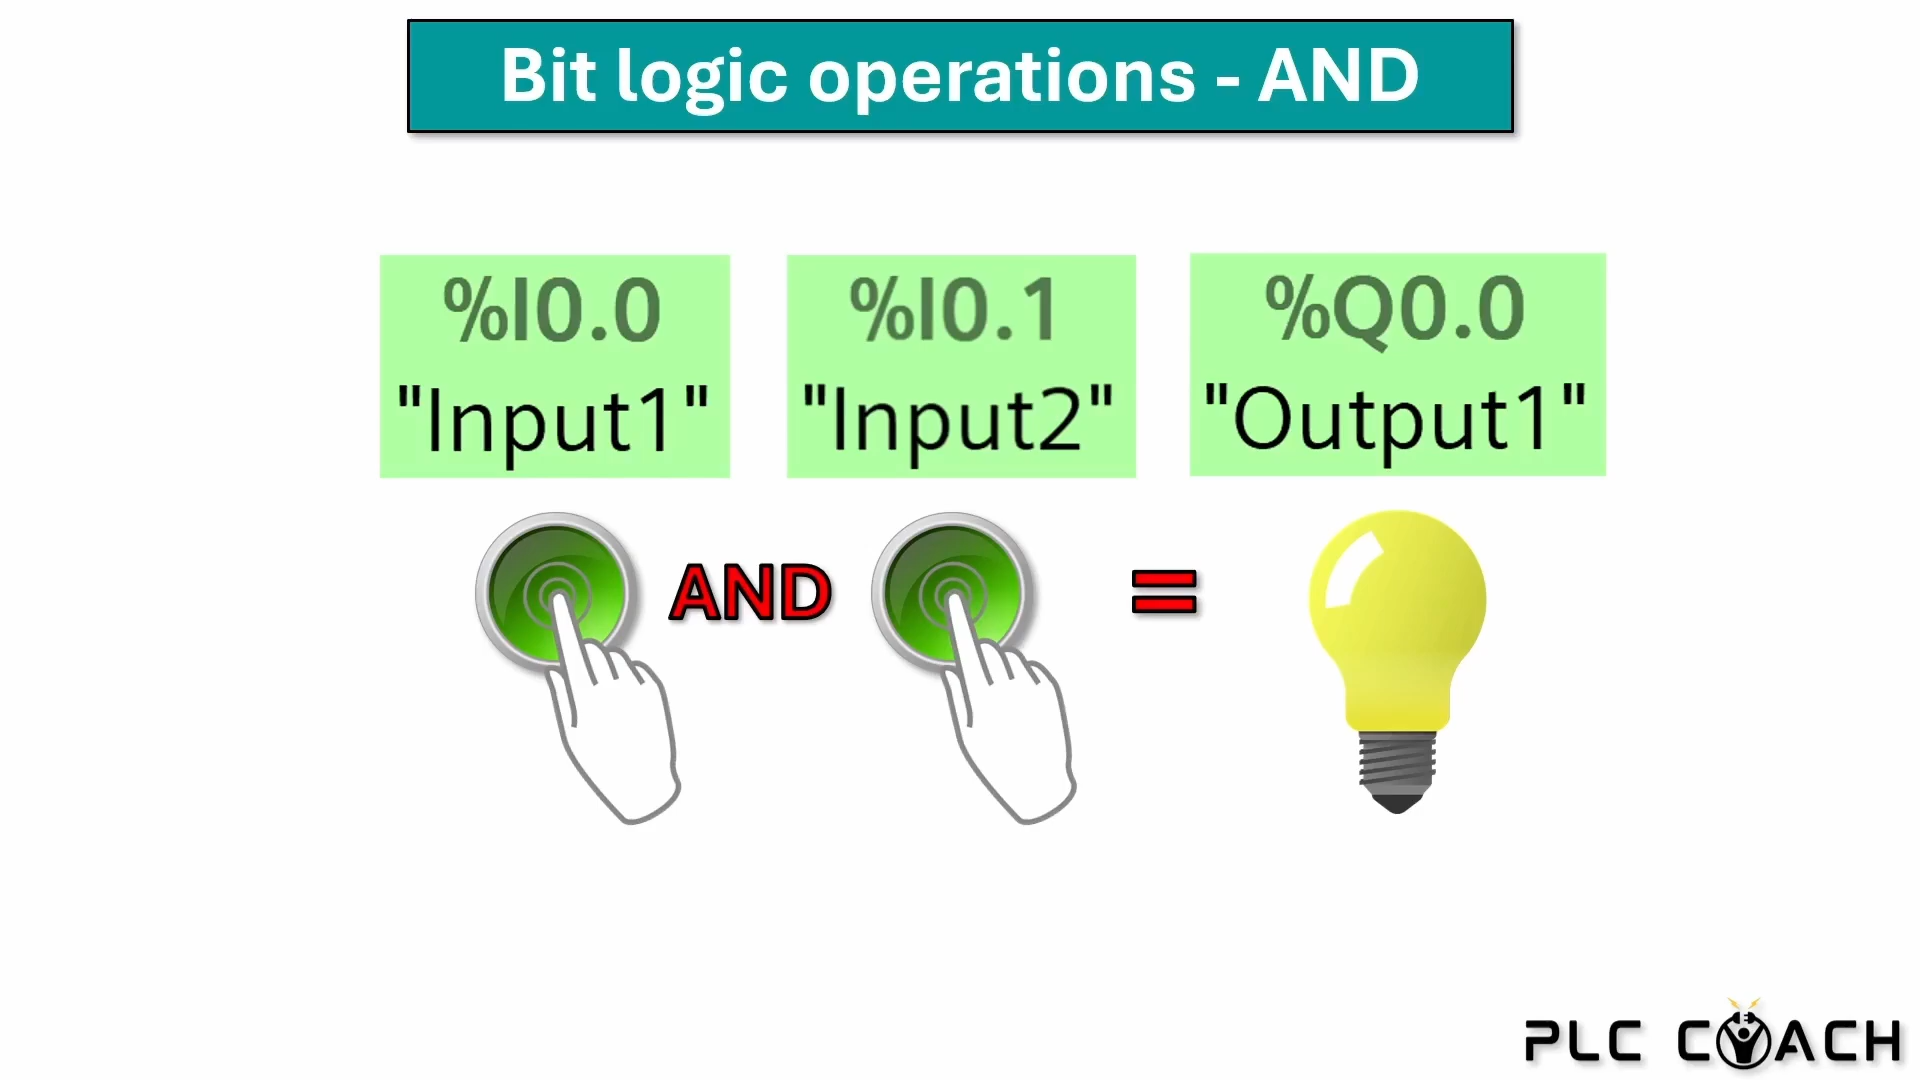 Bit logic operations - AND
%I0.0
"Input1"
%I0.1
"Input2"
%Q0.0
"Output1"
AND
=
PLC COACH